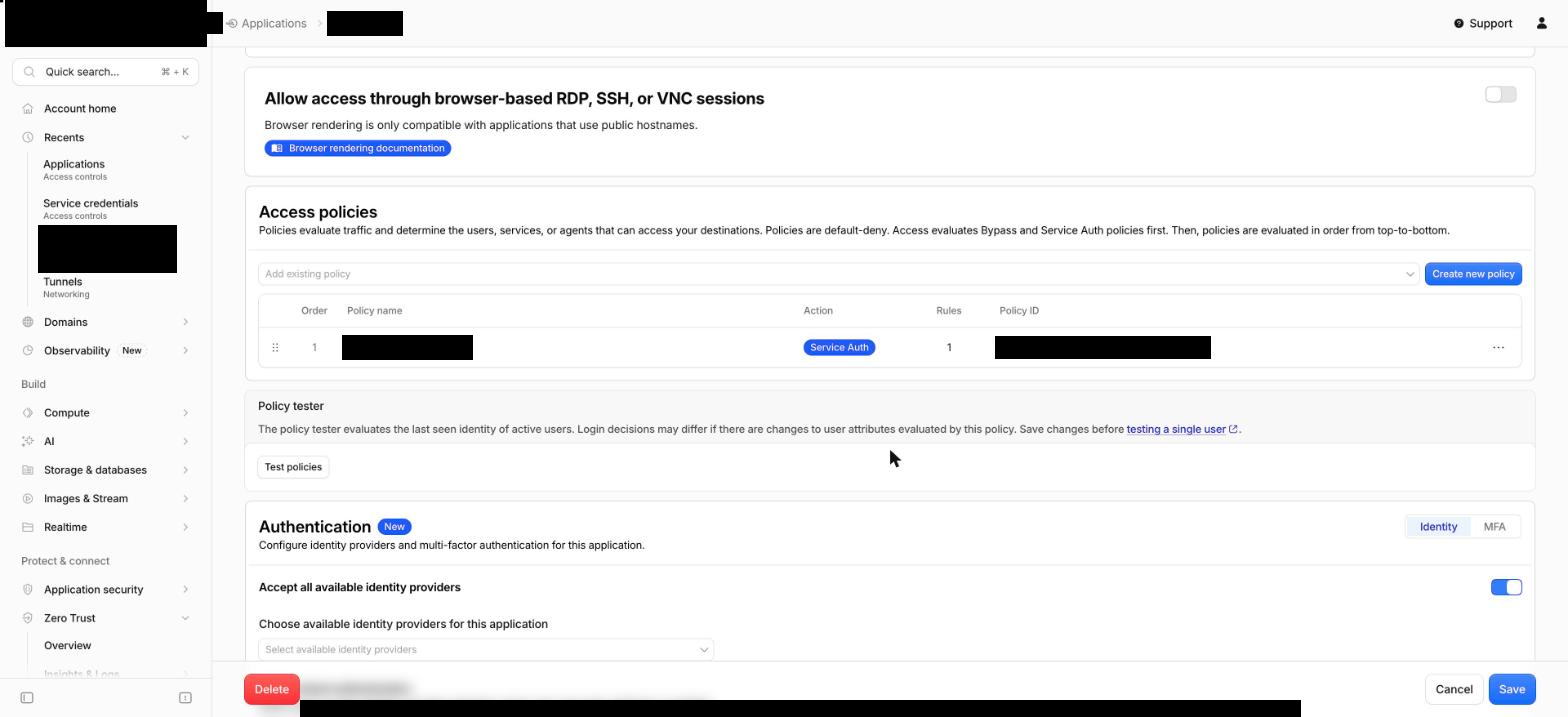 Applications
Support
Quick search...
⌘ + K
Account home
Recents
Applications
Access controls
Service credentials
Access controls
Tunnels
Networking
Domains
Observability New
Build
Compute
AI
Storage & databases
Images & Stream
Realtime
Protect & connect
Application security
Zero Trust
Overview
Insights & Logs
Allow access through browser-based RDP, SSH, or VNC sessions
Browser rendering is only compatible with applications that use public hostnames.
Browser rendering documentation
Access policies
Policies evaluate traffic and determine the users, services, or agents that can access your destinations. Policies are default-deny. Access evaluates Bypass and Service Auth policies first. Then, policies are evaluated in order from top-to-bottom.
Add existing policy
Create new policy
Order Policy name Action Rules Policy ID
1 Service Auth 1
Policy tester
The policy tester evaluates the last seen identity of active users. Login decisions may differ if there are changes to user attributes evaluated by this policy. Save changes before testing a single user.
Test policies
Authentication New
Identity MFA
Configure identity providers and multi-factor authentication for this application.
Accept all available identity providers
Choose available identity providers for this application
Select available identity providers
Delete
Cancel
Save